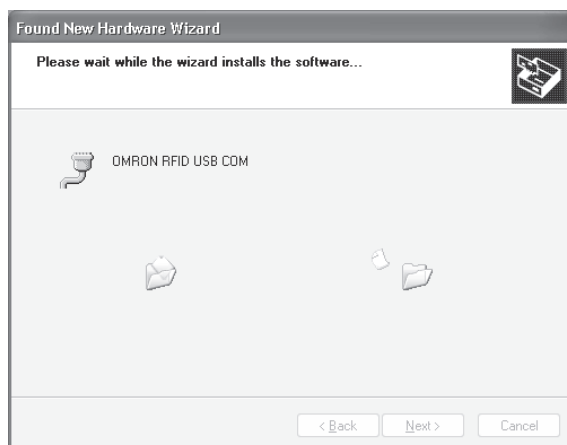 Found New Hardware Wizard
Please wait while the wizard installs the software...
OMRON RFID USB COM
< Back
Next >
Cancel